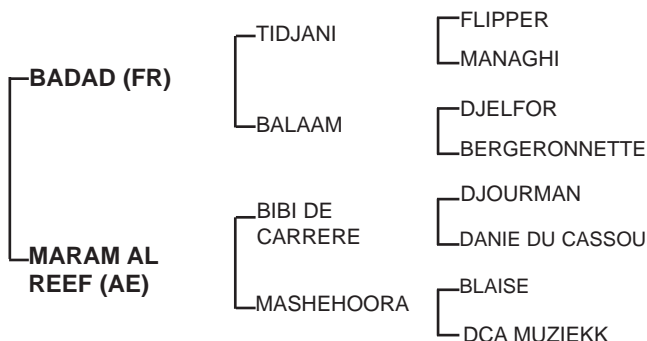 FLIPPER
TIDJANI
MANAGHI
BADAD (FR)
DJELFOR
BALAAM
BERGERONNETTE
DJOURMAN
BIBI DE
CARRERE
DANIE DU CASSOU
MARAM AL
REEF (AE)
BLAISE
MASHEHOORA
DCA MUZIEKK